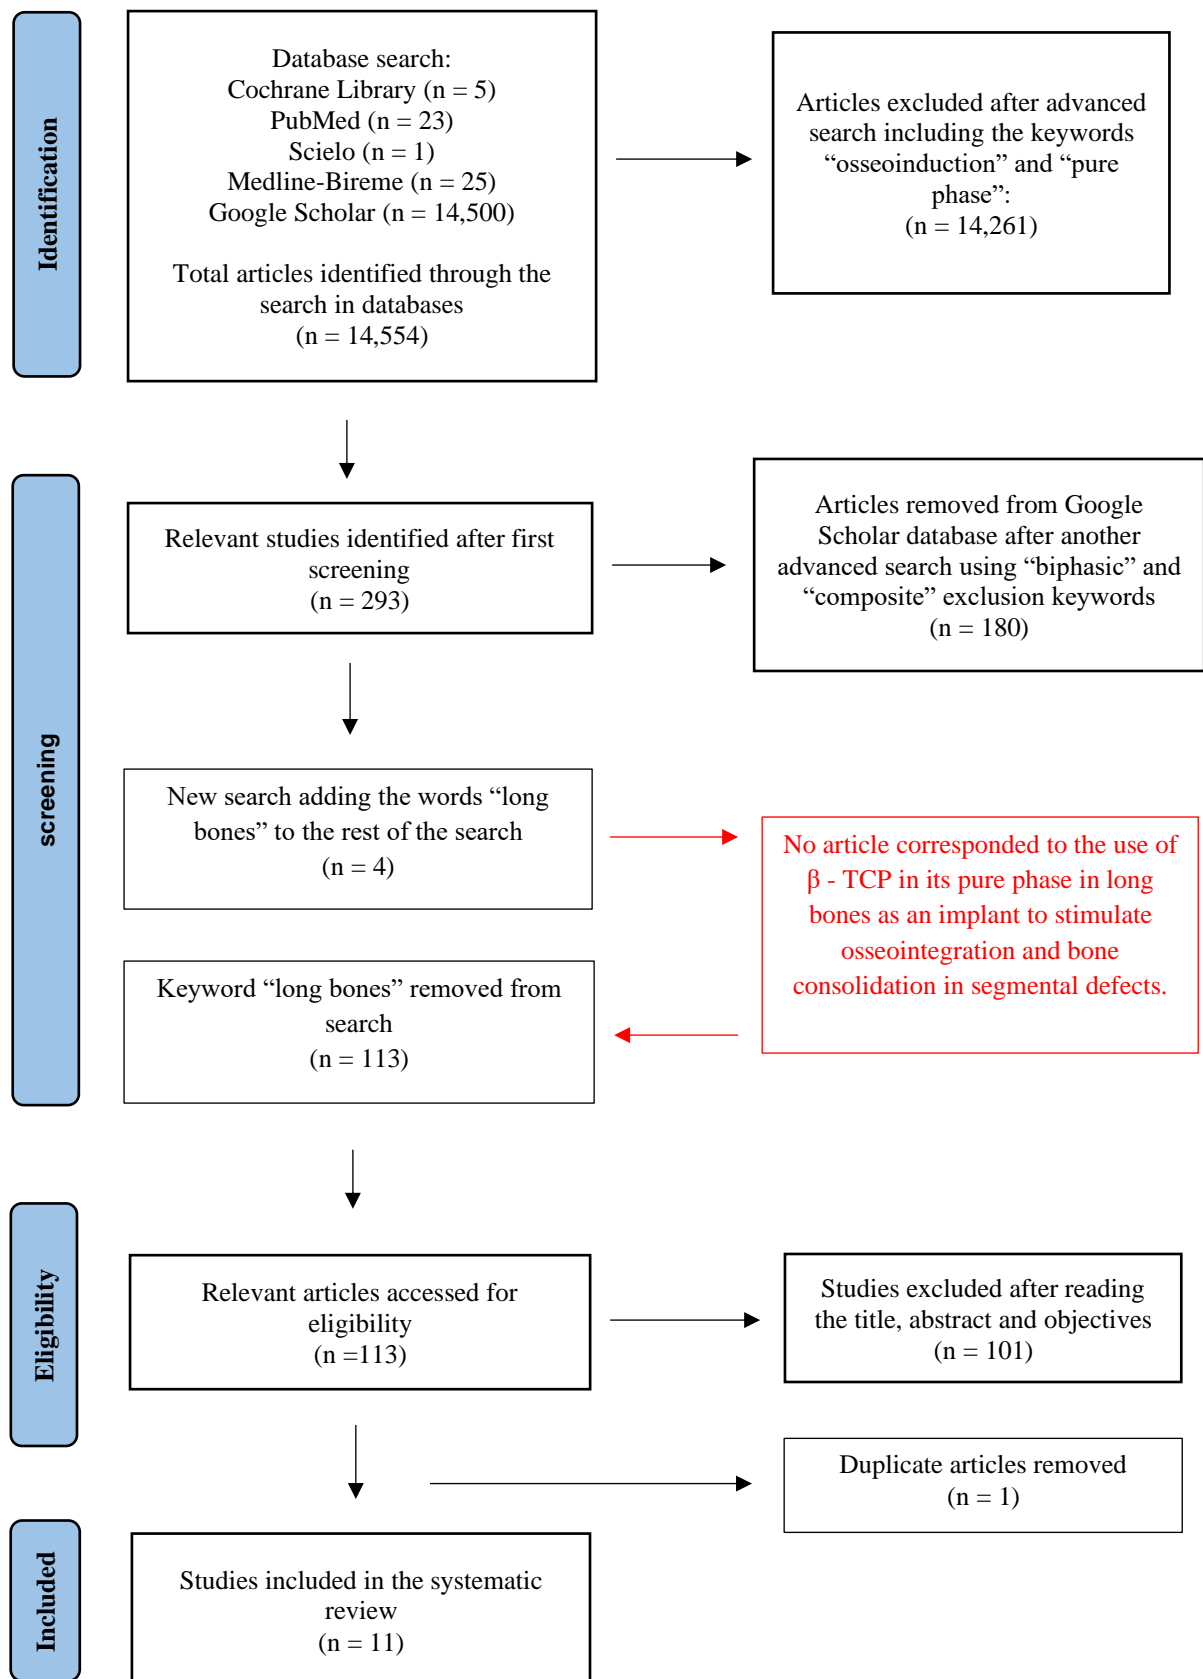 Identification
Database search:
Cochrane Library (n = 5)
PubMed (n = 23)
Scielo (n = 1)
Medline-Bireme (n = 25)
Google Scholar (n = 14,500)
Total articles identified through the
search in databases
(n = 14,554)
Articles excluded after advanced
search including the keywords
“osseoinduction” and “pure
phase”:
(n = 14,261)
screening
Relevant studies identified after first
screening
(n = 293)
Articles removed from Google
Scholar database after another
advanced search using “biphasic” and
“composite” exclusion keywords
(n = 180)
New search adding the words “long
bones” to the rest of the search
(n = 4)
No article corresponded to the use of
β - TCP in its pure phase in long
bones as an implant to stimulate
osseointegration and bone
consolidation in segmental defects.
Keyword “long bones” removed from
search
(n = 113)
Eligibility
Relevant articles accessed for
eligibility
(n =113)
Studies excluded after reading
the title, abstract and objectives
(n = 101)
Duplicate articles removed
(n = 1)
Included
Studies included in the systematic
review
(n = 11)